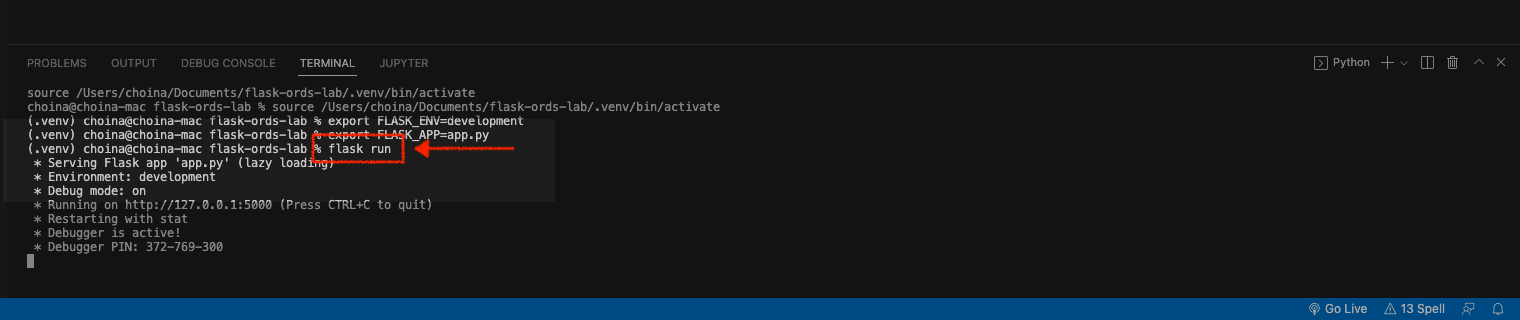 PROBLEMS OUTPUT DEBUG CONSOLE TERMINAL JUPYTER Python
source /Users/choina/Documents/flask-ords-lab/.venv/bin/activate
choina@choina-mac flask-ords-lab % source /Users/choina/Documents/flask-ords-lab/.venv/bin/activate
(.venv) choina@choina-mac flask-ords-lab % export FLASK_ENV=development
(.venv) choina@choina-mac flask-ords-lab % export FLASK_APP=app.py
(.venv) choina@choina-mac flask-ords-lab % flask run
* Serving Flask app 'app.py' (lazy loading)
* Environment: development
* Debug mode: on
* Running on http://127.0.0.1:5000 (Press CTRL+C to quit)
* Restarting with stat
* Debugger is active!
* Debugger PIN: 372-769-300
Go Live 13 Spell